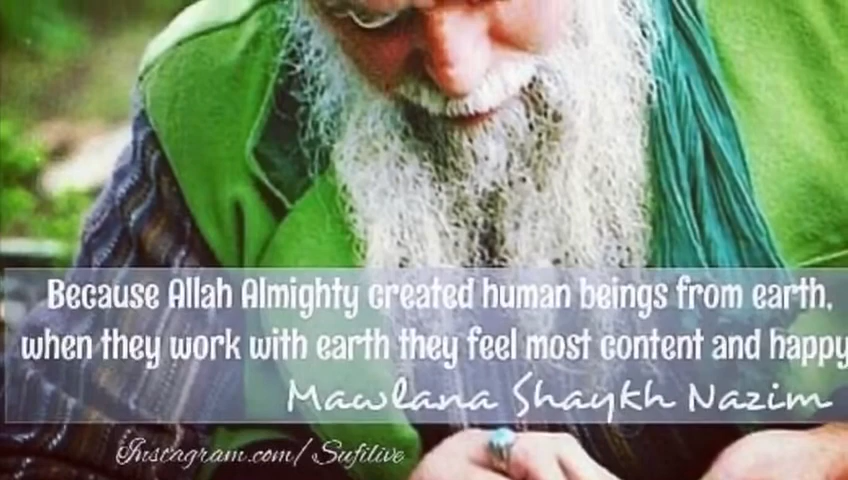 Because Allah Almighty created human beings from earth,
when they work with earth they feel most content and happy
Mawlana Shaykh Nazim
Instagram.com/Sufilive